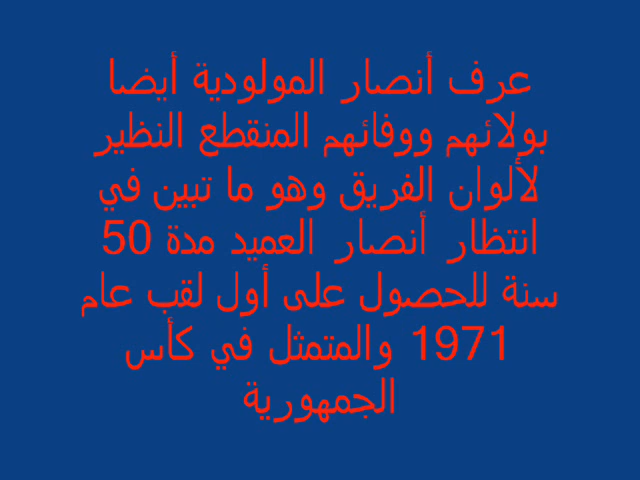 عرف أنصار المولودية أيضا
بولائهم ووفائهم المنقطع النظير
لألوان الفريق وهو ما تبين في
انتظار أنصار العميد مدة 50
سنة للحصول على أول لقب عام
1971 والمتمثل في كأس
الجمهورية